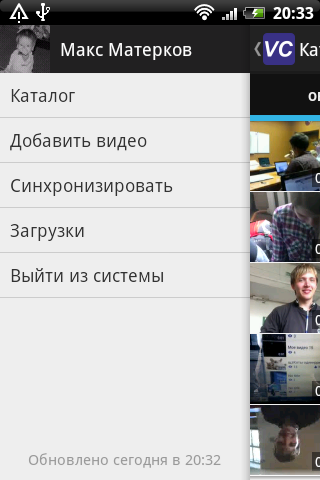 20:33
Макс Матерков
VC
Ка
Каталог
Добавить видео
Синхронизировать
Загрузки
Выйти из системы
Обновлено сегодня в 20:32